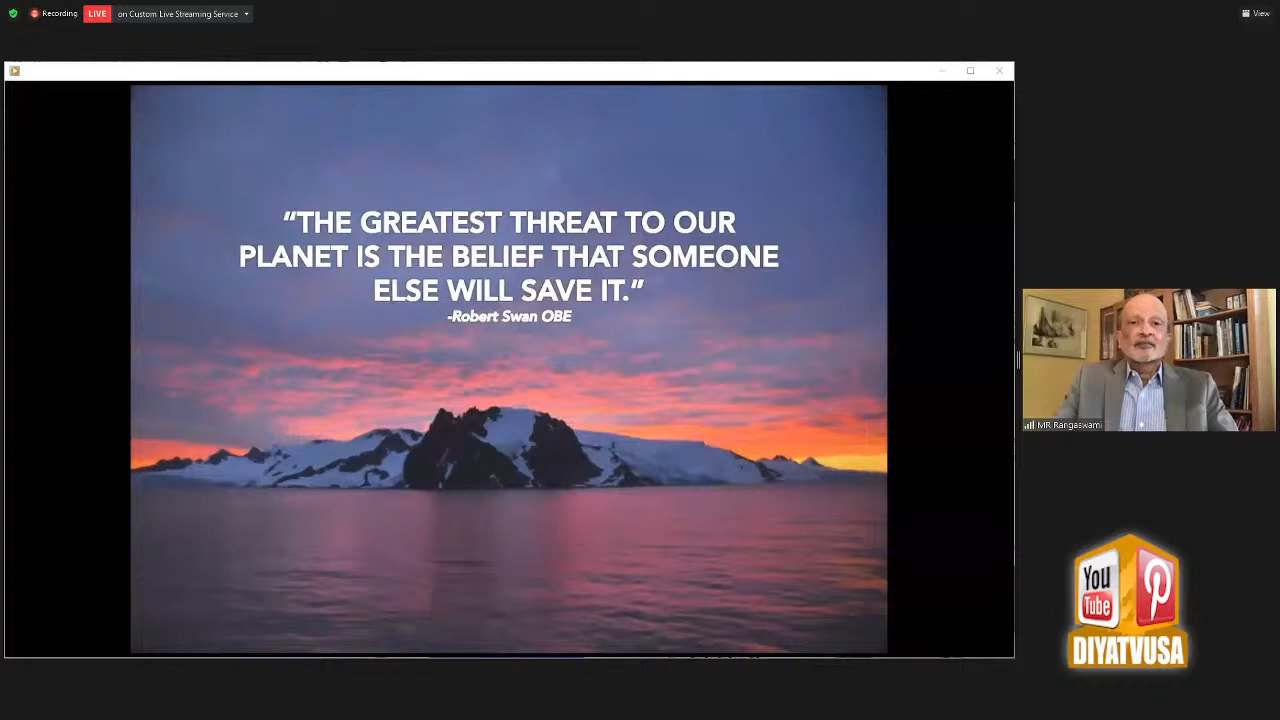 Recording
LIVE
on Custom Live Streaming Service
View
“THE GREATEST THREAT TO OUR
PLANET IS THE BELIEF THAT SOMEONE
ELSE WILL SAVE IT.”
-Robert Swan OBE
MR Rangaswami
You
Tube
DIYATVUSA